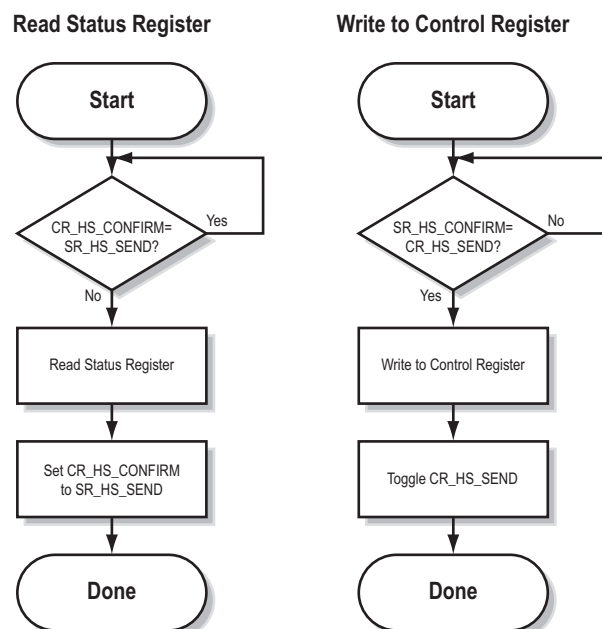 Read Status Register
Start
CR_HS_CONFIRM=
SR_HS_SEND?
Yes
No
Read Status Register
Set CR_HS_CONFIRM
to SR_HS_SEND
Done
Write to Control Register
Start
SR_HS_CONFIRM=
CR_HS_SEND?
No
Yes
Write to Control Register
Toggle CR_HS_SEND
Done